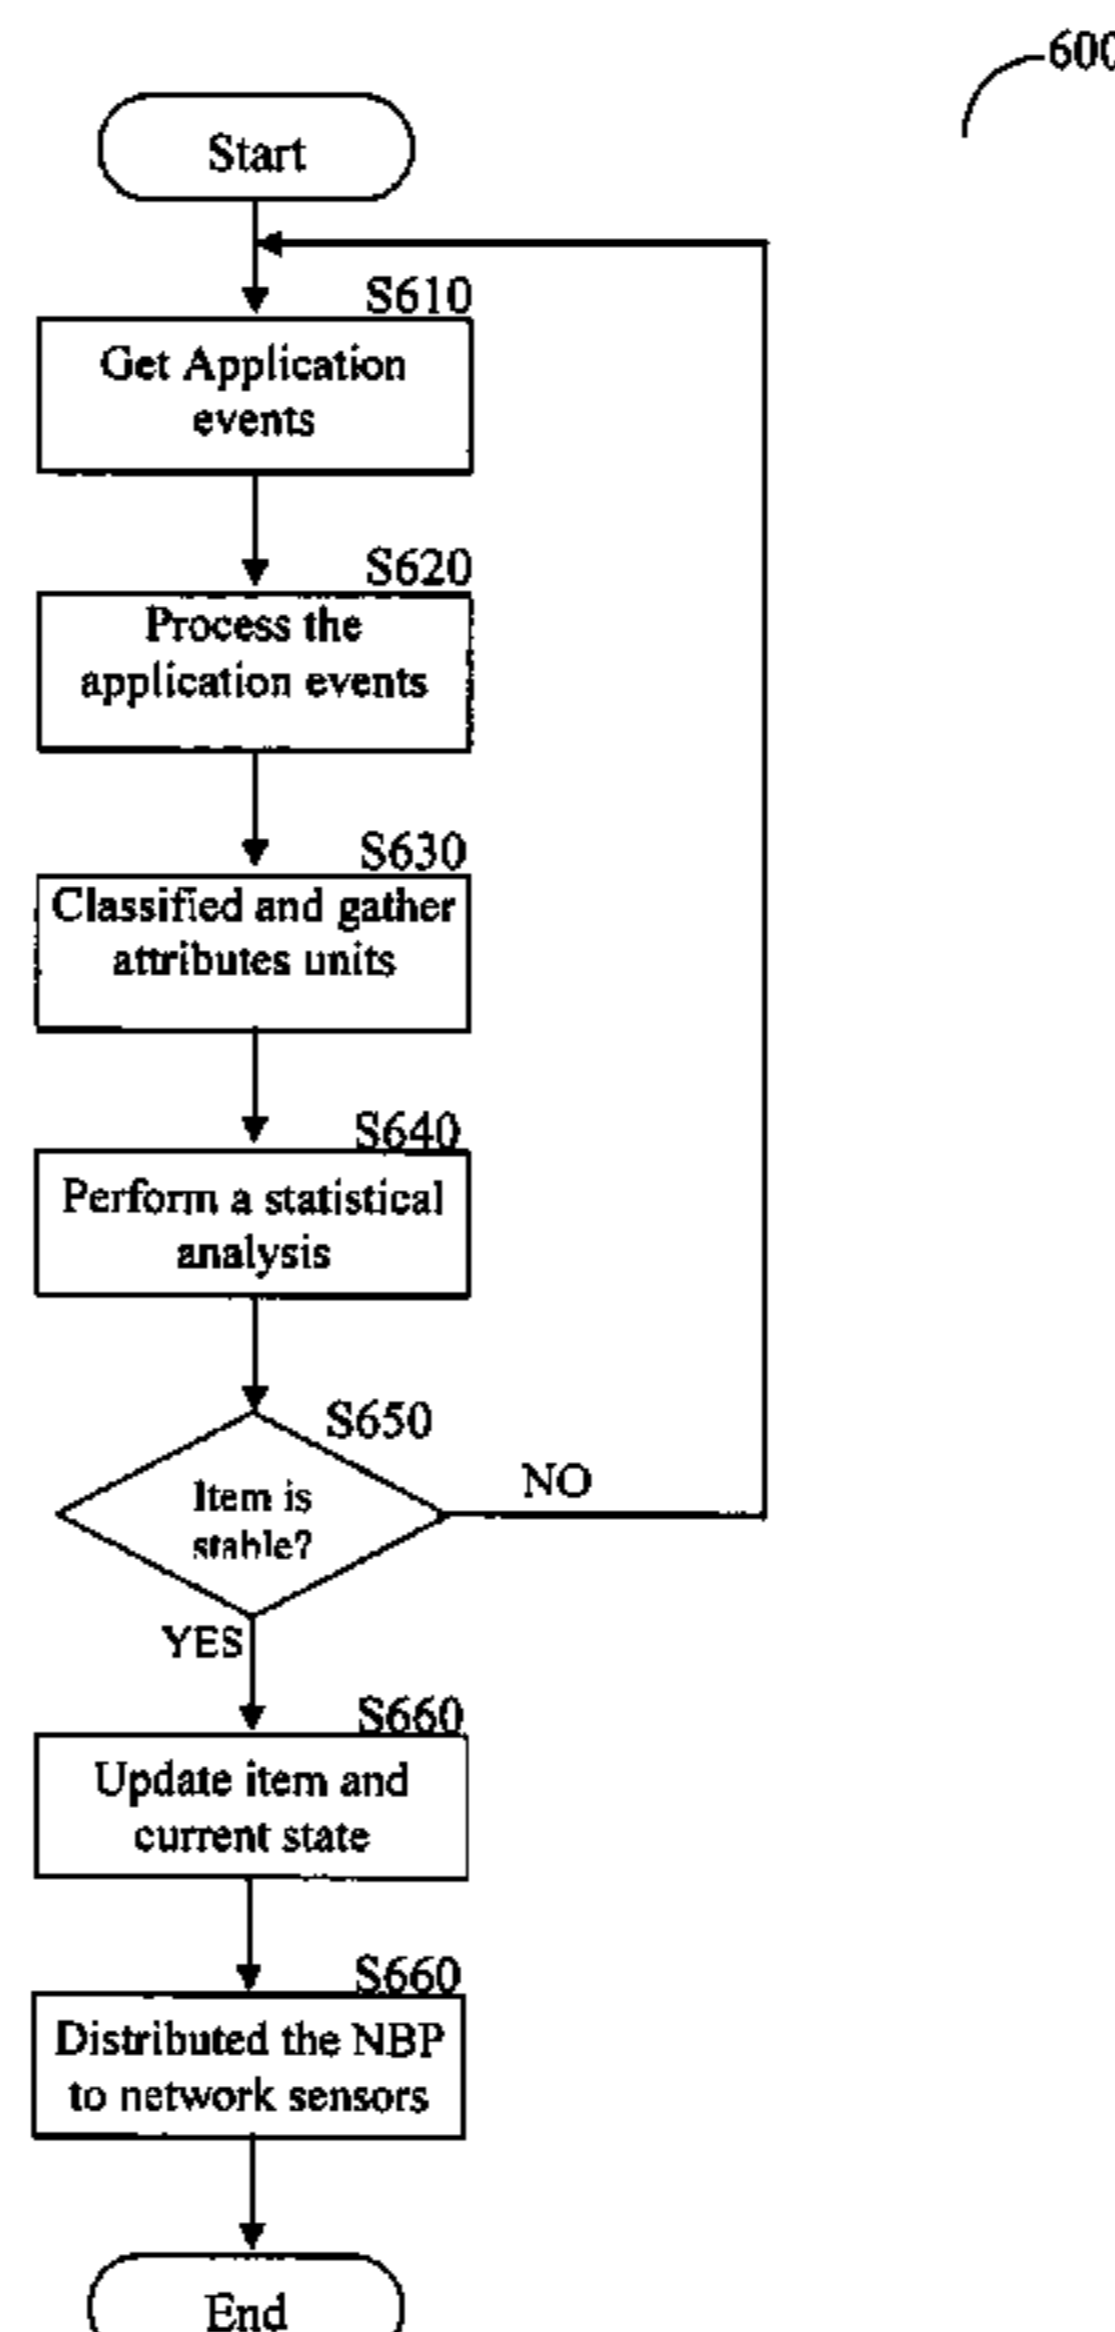 600
Start
S610
Get Application
events
S620
Process the
application events
S630
Classified and gather
attributes units
S640
Perform a statistical
analysis
S650
Item is
stable?
NO
YES
S660
Update item and
current state
S660
Distributed the NBP
to network sensors
End